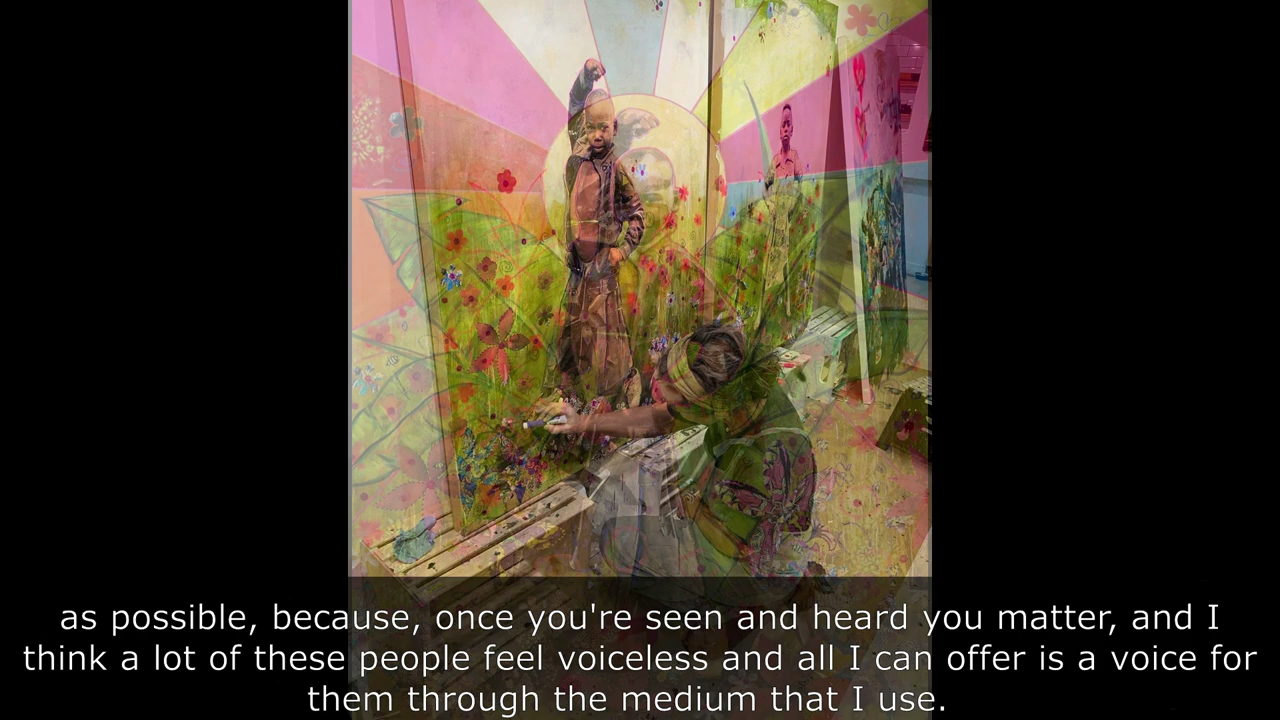 as possible, because, once you're seen and heard you matter, and I
think a lot of these people feel voiceless and all I can offer is a voice for
them through the medium that I use.